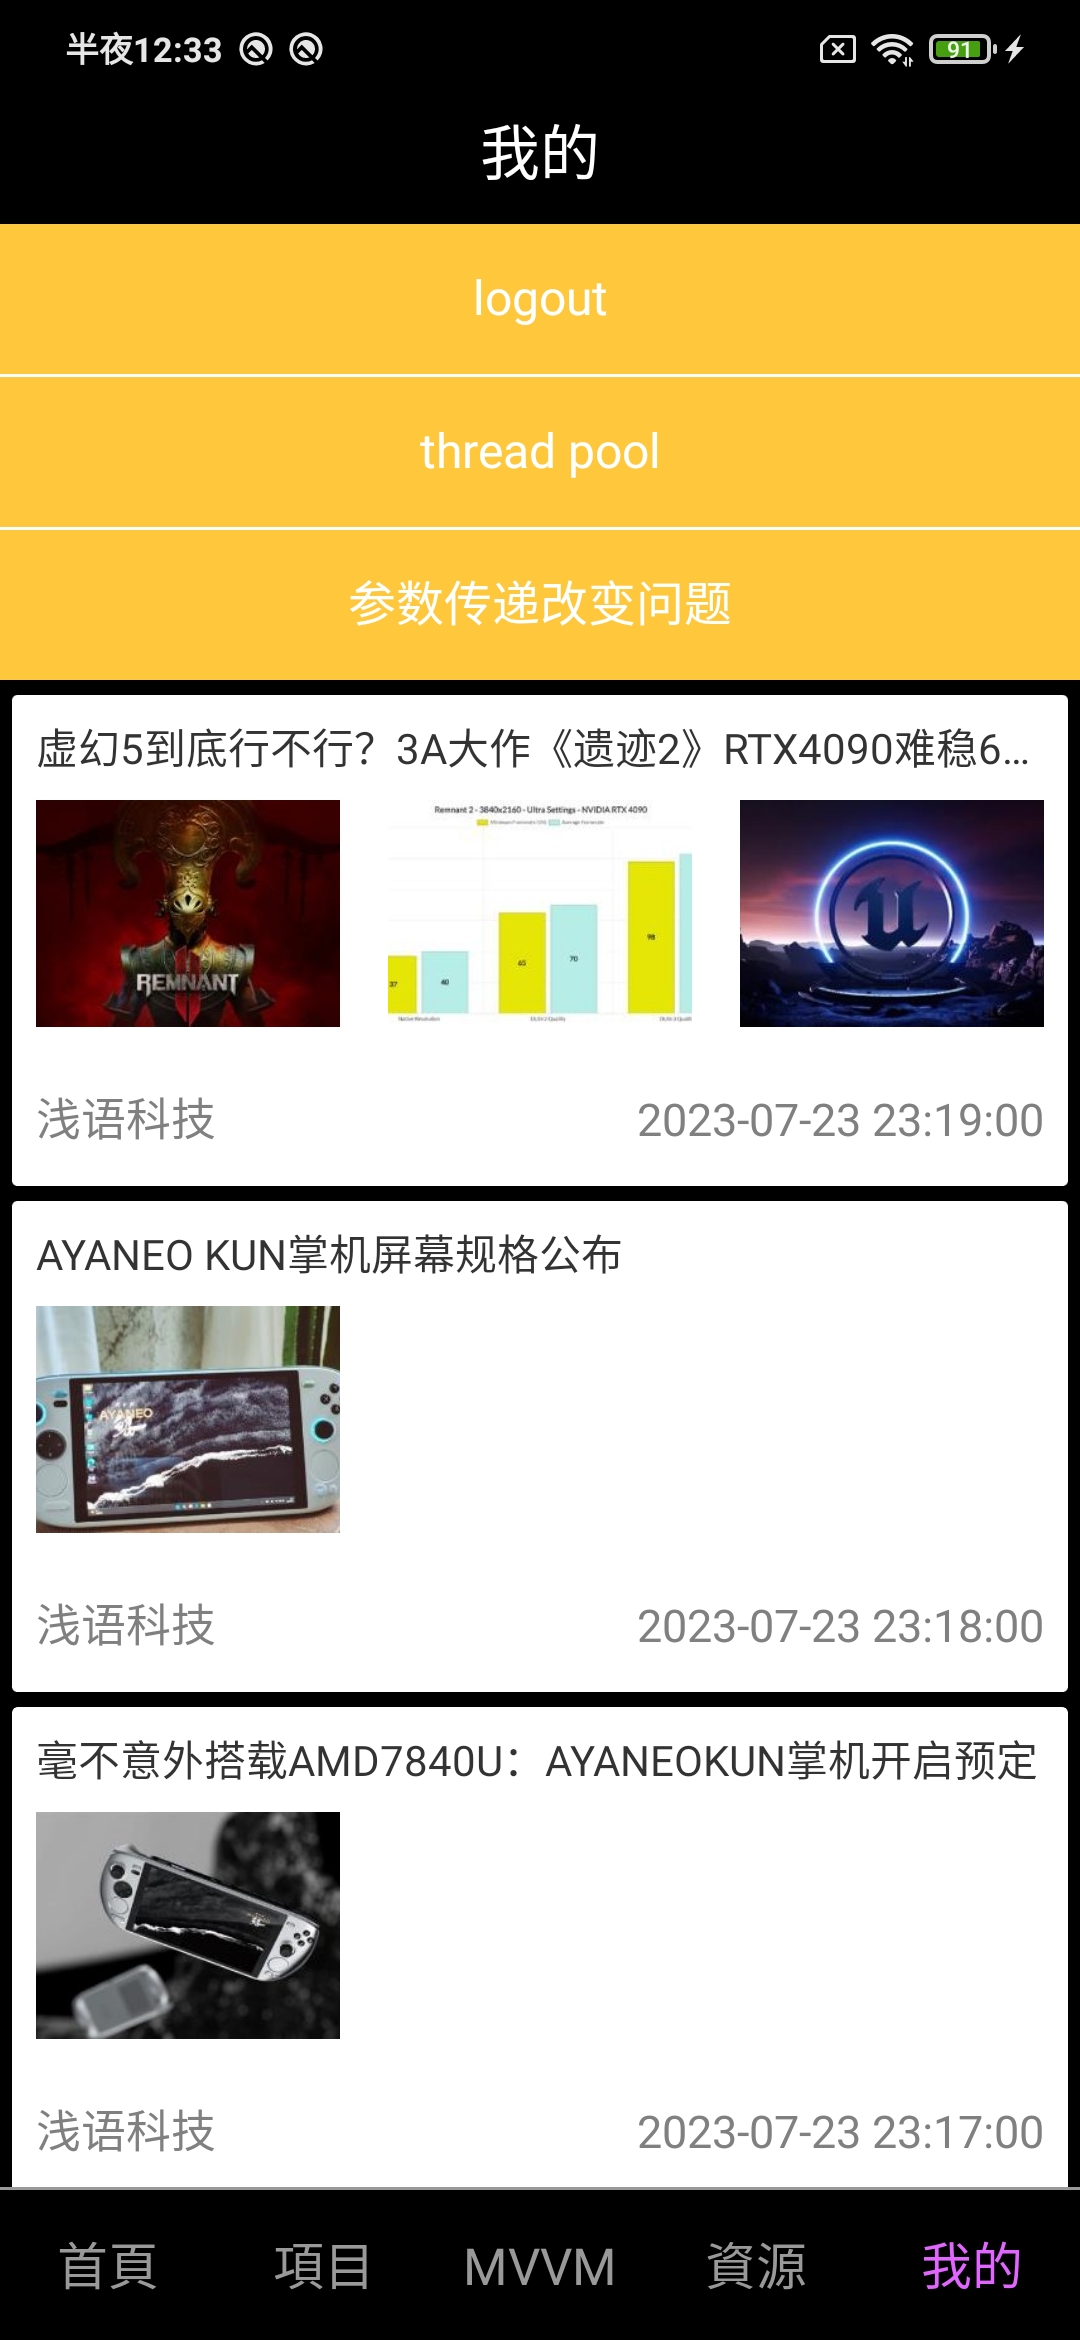 半夜12:33
91
我的
logout
thread pool
参数传递改变问题
虚幻5到底行不行？3A大作《遗迹2》RTX4090难稳6...
REMNANT
Remnant 2 - 3840x2160 - Ultra Settings - NVIDIA RTX 4090
37
40
65
70
98
浅语科技
2023-07-23 23:19:00
AYANEO KUN掌机屏幕规格公布
AYANEO
浅语科技
2023-07-23 23:18:00
毫不意外搭载AMD7840U：AYANEOKUN掌机开启预定
浅语科技
2023-07-23 23:17:00
首頁
項目
MVVM
資源
我的